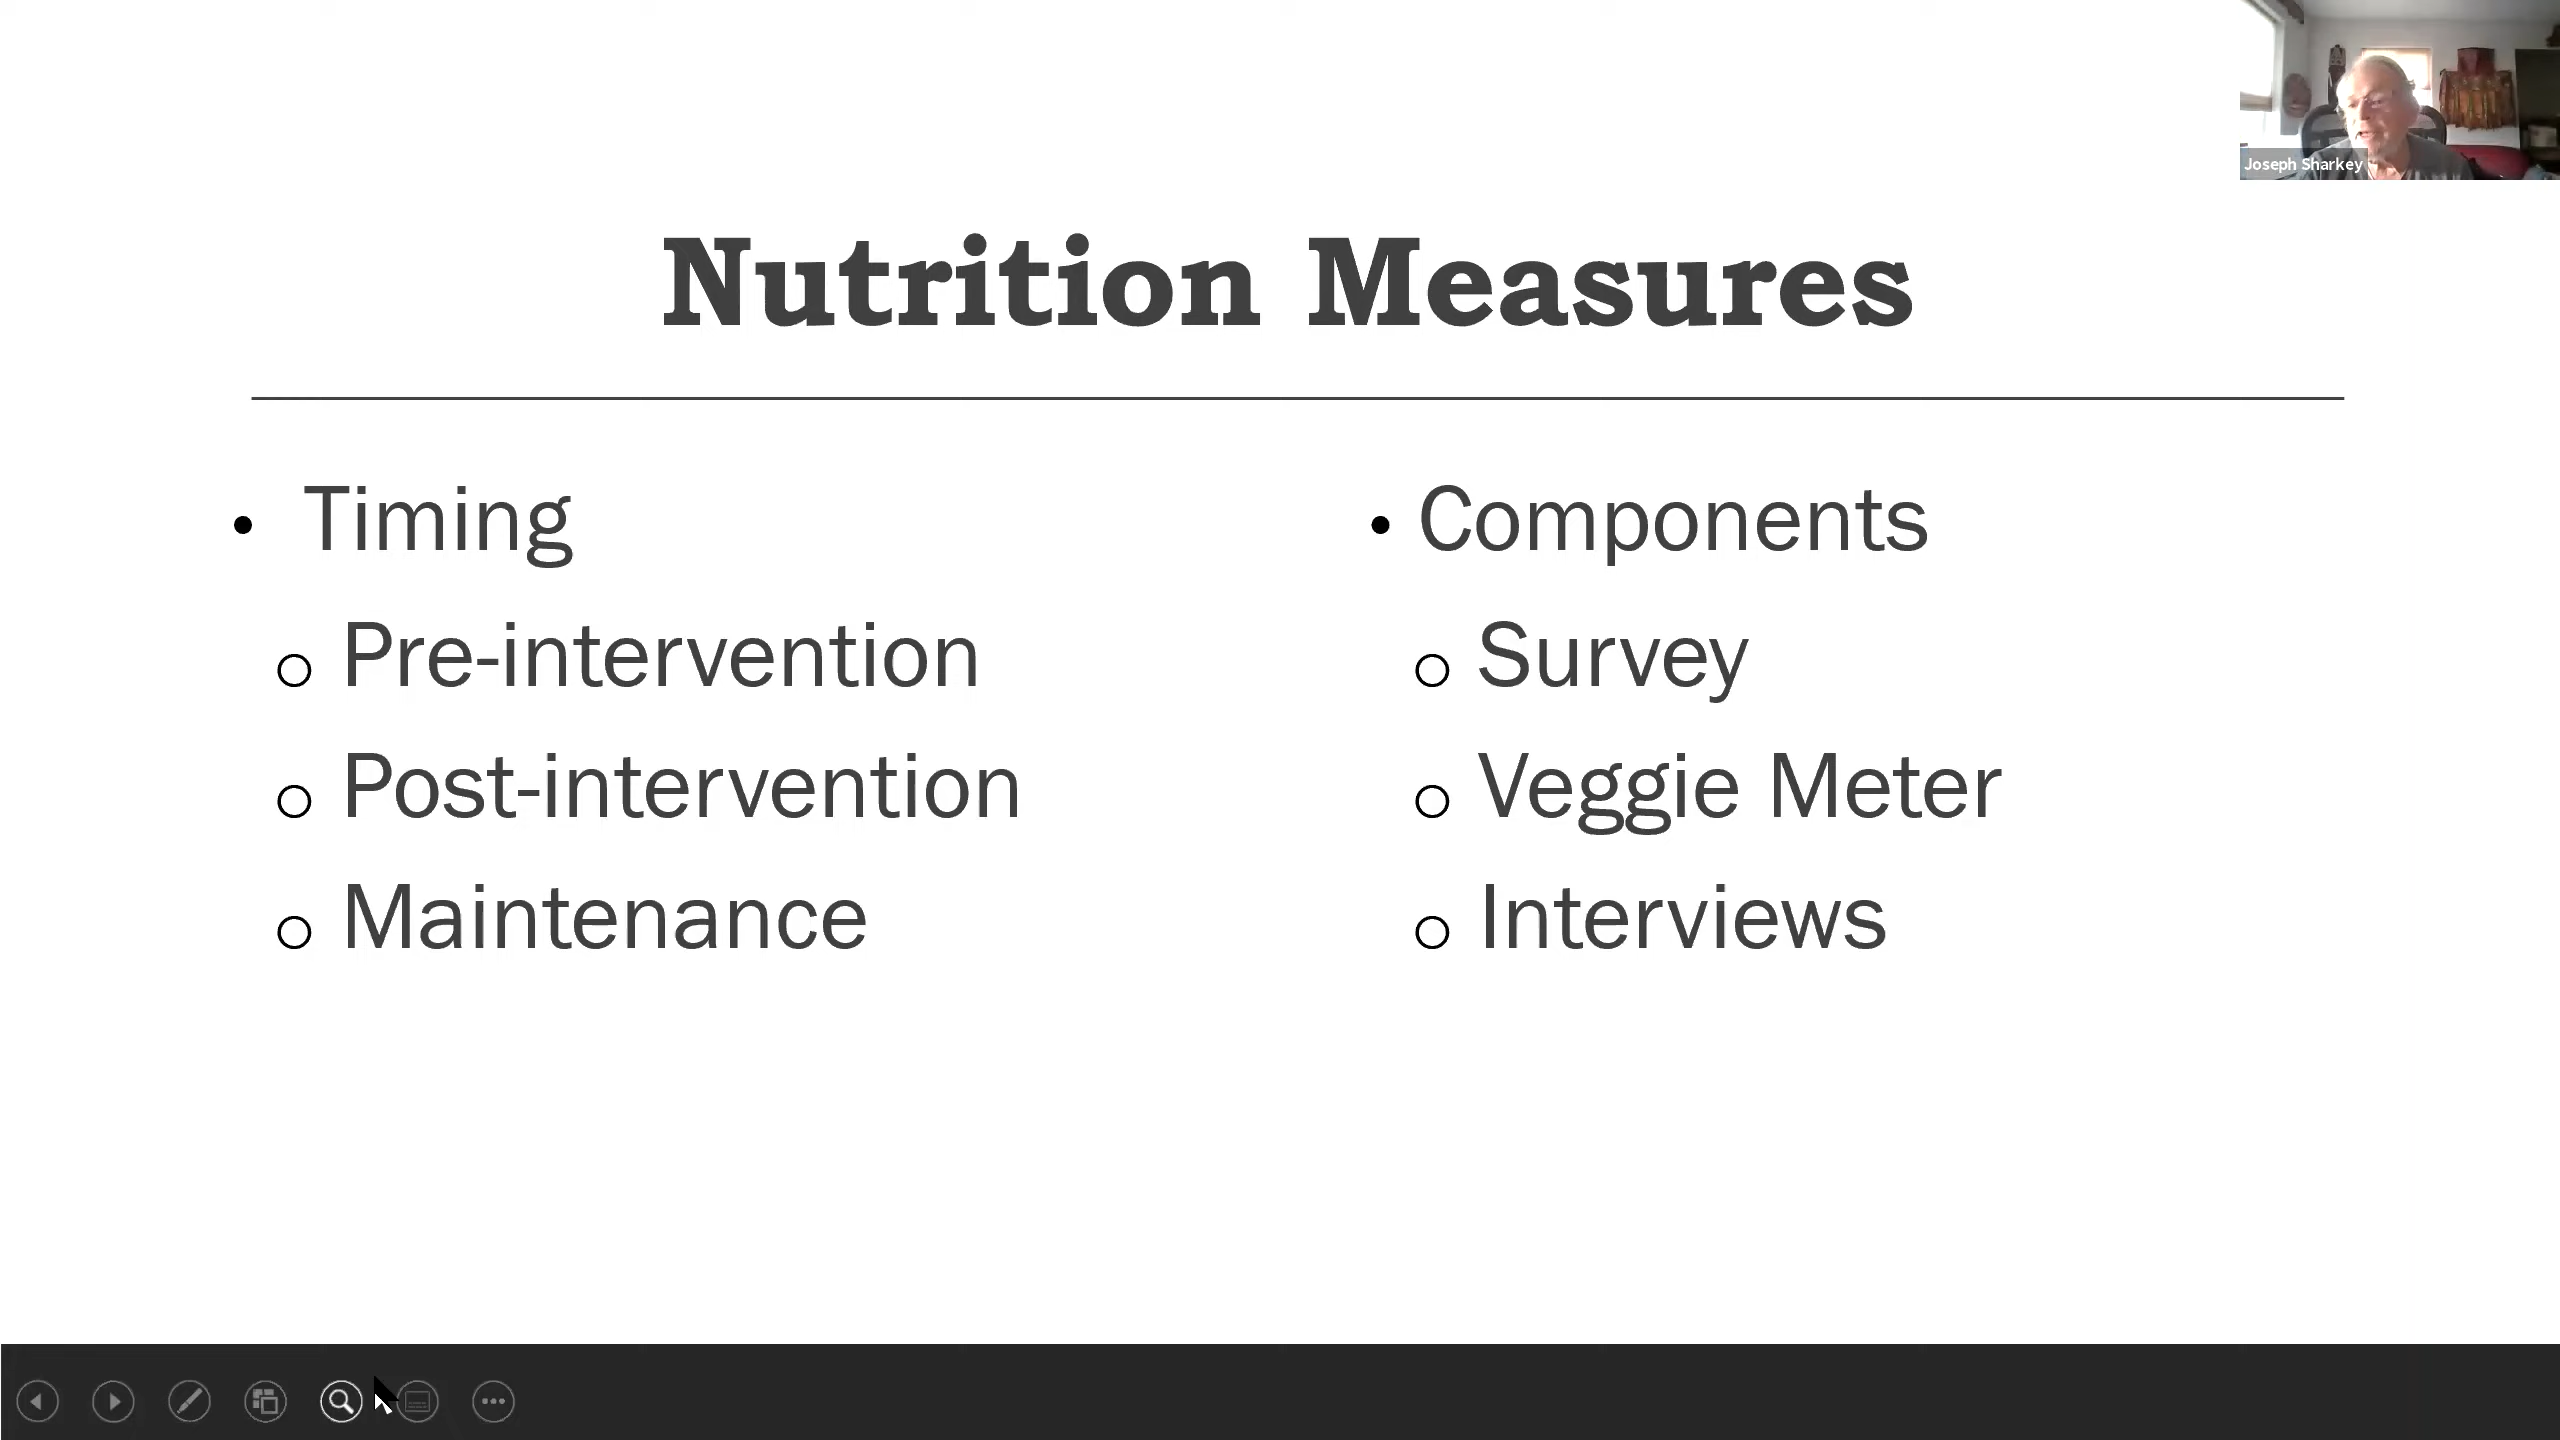 Joseph Sharkey
Nutrition Measures
• Timing
o Pre-intervention
o Post-intervention
o Maintenance
• Components
o Survey
o Veggie Meter
o Interviews